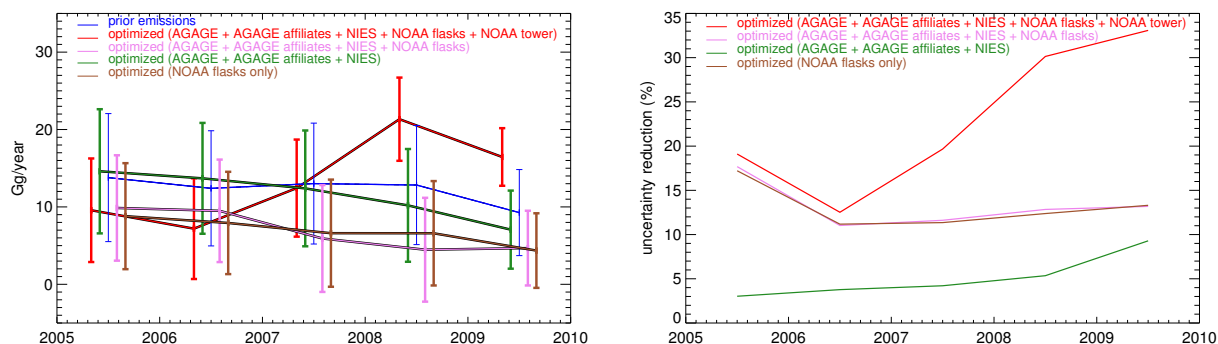 prior emissions
optimized (AGAGE + AGAGE affiliates + NIES + NOAA flasks + NOAA tower)
optimized (AGAGE + AGAGE affiliates + NIES + NOAA flasks)
optimized (AGAGE + AGAGE affiliates + NIES)
optimized (NOAA flasks only)
30
20
10
0
Gg/year
2005 2006 2007 2008 2009 2010
optimized (AGAGE + AGAGE affiliates + NIES + NOAA flasks + NOAA tower)
optimized (AGAGE + AGAGE affiliates + NIES + NOAA flasks)
optimized (AGAGE + AGAGE affiliates + NIES)
optimized (NOAA flasks only)
35
30
25
20
15
10
5
0
uncertainty reduction (%)
2005 2006 2007 2008 2009 2010